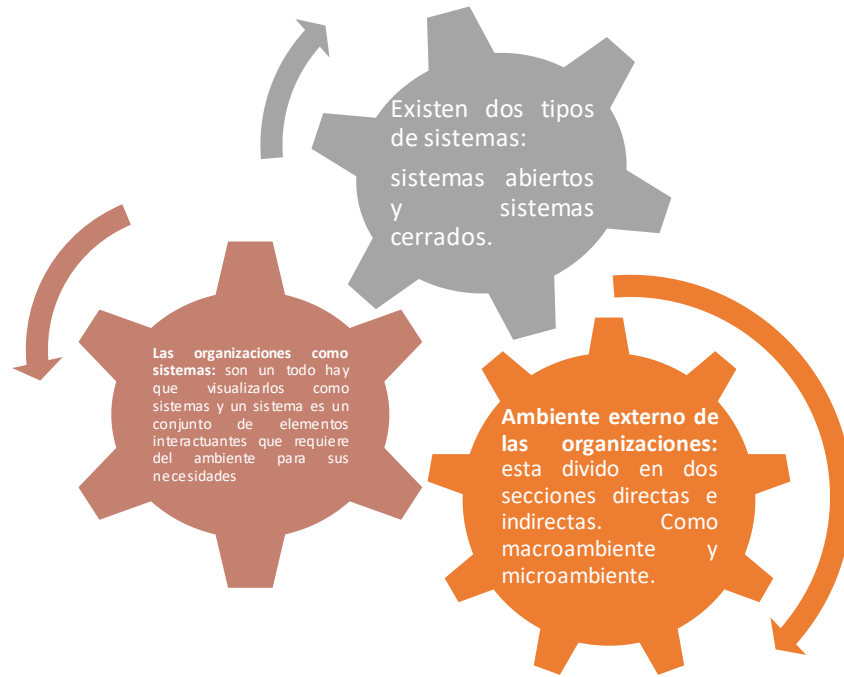 Existen dos tipos
de sistemas:
sistemas abiertos
y sistemas
cerrados.
Las organizaciones como
sistemas: son un todo hay
que visualizarlos como
sistemas y un sistema es un
conjunto de elementos
interactuantes que requiere
del ambiente para sus
necesidades
Ambiente externo de
las organizaciones:
esta divido en dos
secciones directas e
indirectas. Como
macroambiente y
microambiente.